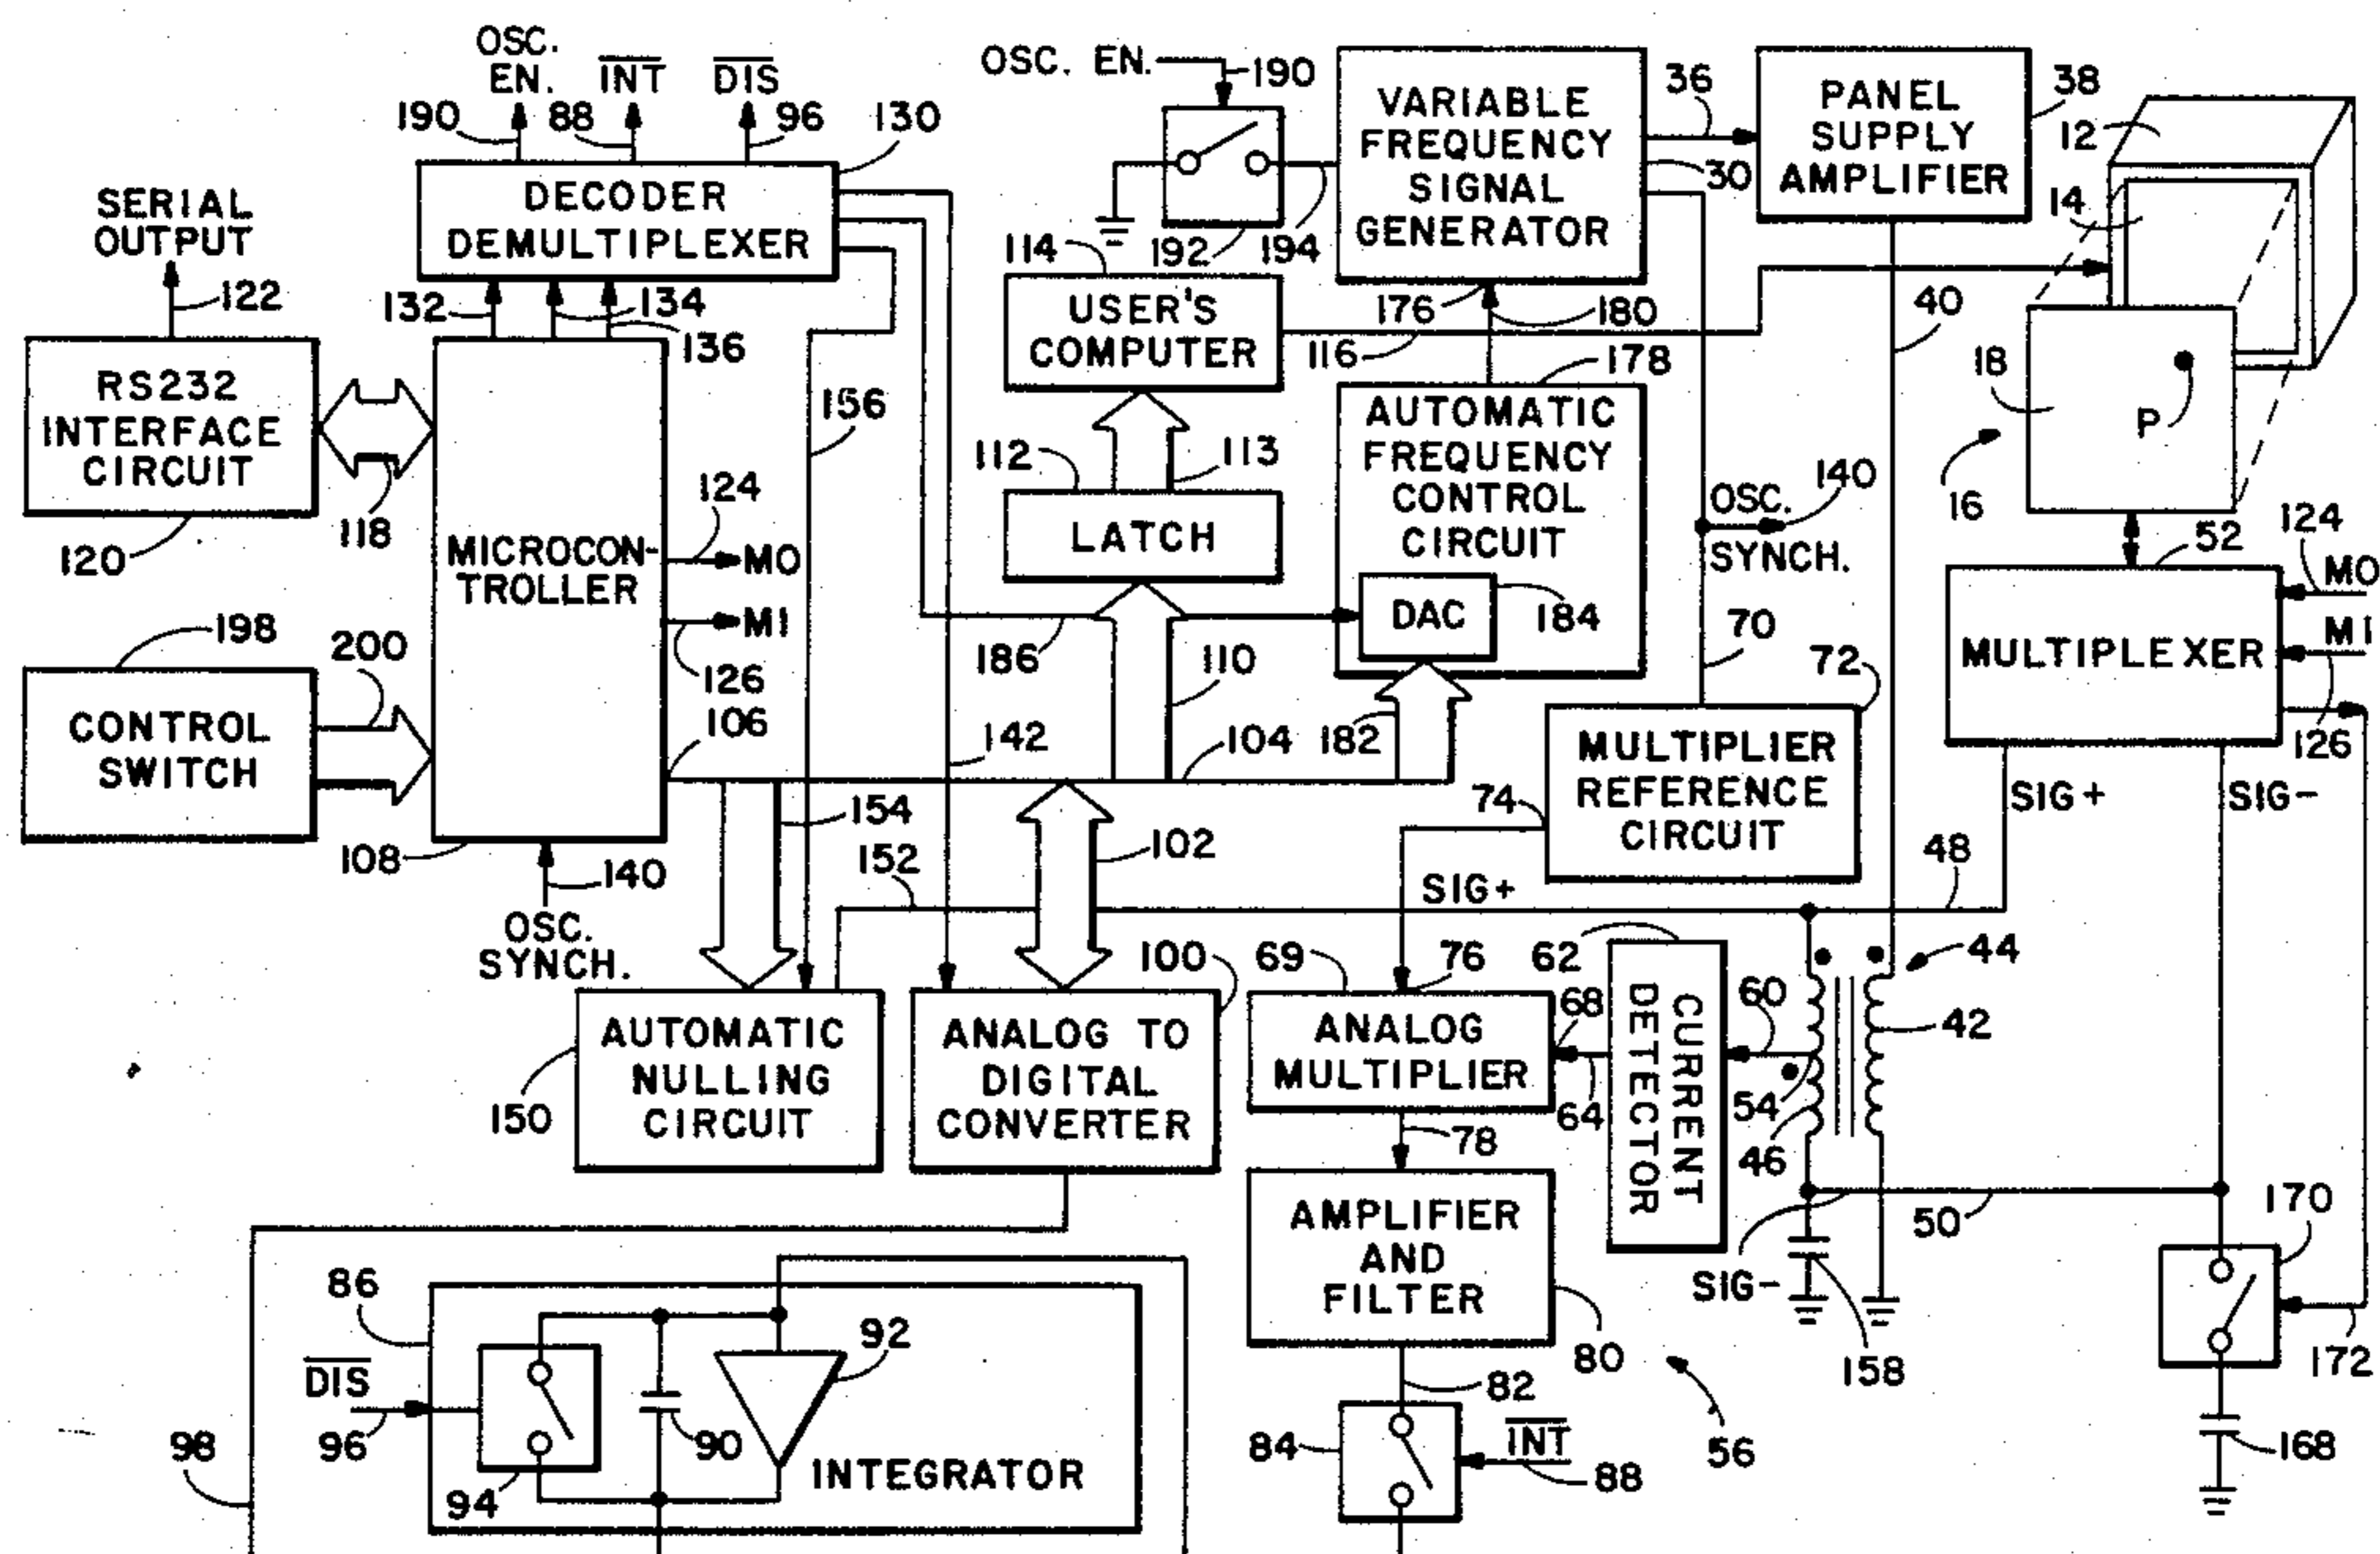 OSC.
EN.
INT
DIS
190
88
96
130
DECODER
DEMULTIPLEXER
SERIAL
OUTPUT
122
132
134
136
RS232
INTERFACE
CIRCUIT
120
118
MICROCON-
TROLLER
124
M0
M1
126
106
198
200
CONTROL
SWITCH
108
140
OSC.
SYNCH.
OSC. EN.
190
192
194
VARIABLE
FREQUENCY
SIGNAL
GENERATOR
36
30
PANEL
SUPPLY
AMPLIFIER
38
12
14
114
USER'S
COMPUTER
176
180
116
178
40
18
P
16
156
112
113
LATCH
AUTOMATIC
FREQUENCY
CONTROL
CIRCUIT
DAC
184
OSC.
SYNCH.
140
52
124
M0
M1
MULTIPLEXER
126
186
110
142
104
182
70
72
MULTIPLIER
REFERENCE
CIRCUIT
74
SIG+
SIG-
154
102
152
SIG+
48
100
69
76
62
68
60
44
42
AUTOMATIC
NULLING
CIRCUIT
150
ANALOG TO
DIGITAL
CONVERTER
ANALOG
MULTIPLIER
64
CURRENT
DETECTOR
54
46
78
50
170
AMPLIFIER
AND
FILTER
80
SIG-
158
172
86
92
DIS
96
90
94
INTEGRATOR
98
82
84
INT
88
56
168